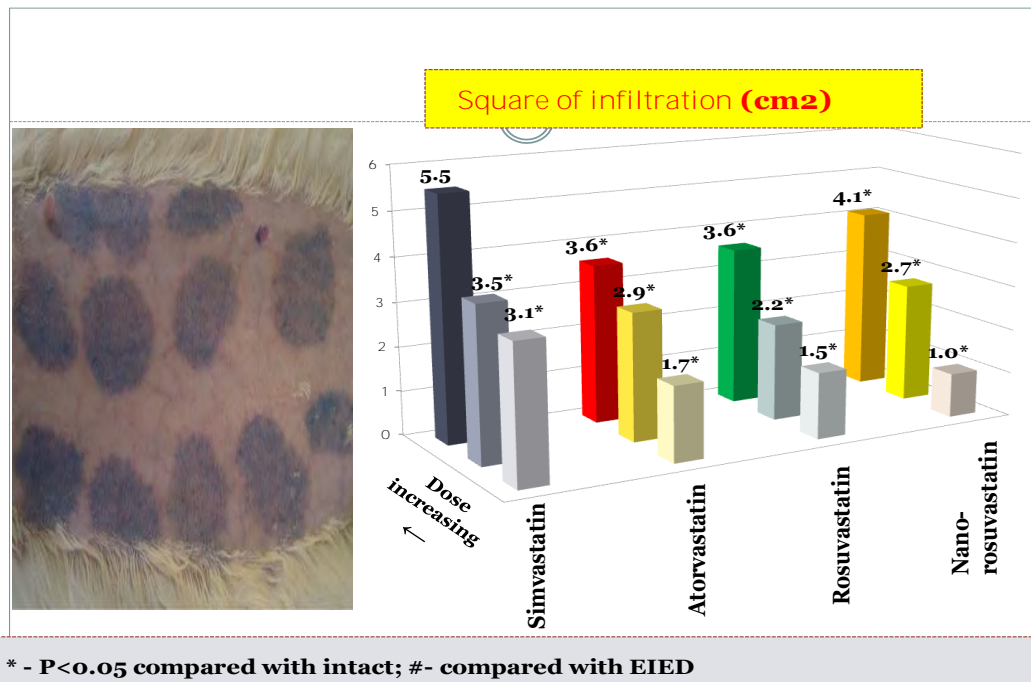 Square of infiltration (cm2)
6
5
4
3
2
1
0
5.5
3.5*
3.1*
3.6*
2.9*
1.7*
3.6*
2.2*
1.5*
4.1*
2.7*
1.0*
Dose
increasing
←
Simvastatin
Atorvastatin
Rosuvastatin
Nano-
rosuvastatin
* - P<0.05 compared with intact; #- compared with EIED